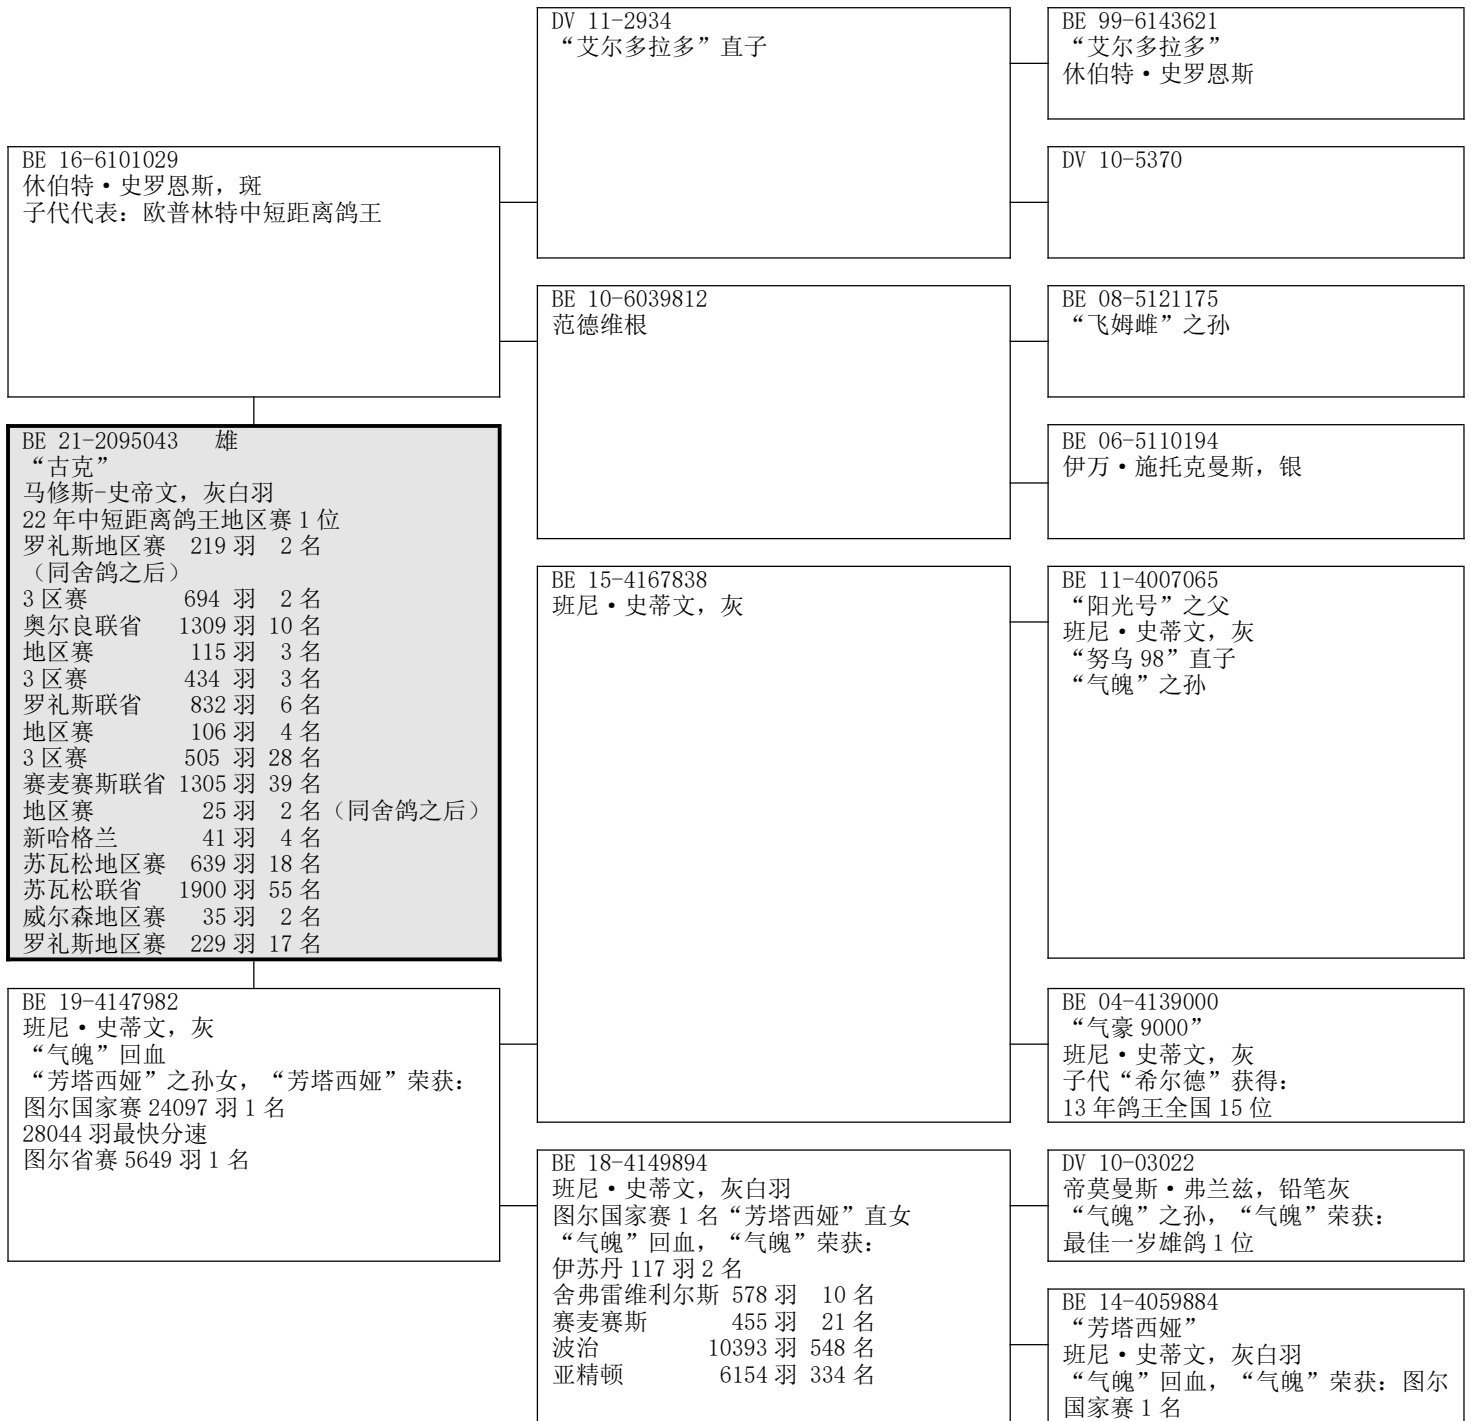 BE 16-6101029
休伯特·史罗恩斯，斑
子代代表：欧普林特中短距离鸽王
BE 21-2095043 雄
“古克”
马修斯-史帝文，灰白羽
22 年中短距离鸽王地区赛 1 位
罗礼斯地区赛 219 羽 2 名
（同舍鸽之后）
3 区赛 694 羽 2 名
奥尔良联省 1309 羽 10 名
地区赛 115 羽 3 名
3 区赛 434 羽 3 名
罗礼斯联省 832 羽 6 名
地区赛 106 羽 4 名
3 区赛 505 羽 28 名
赛麦赛斯联省 1305 羽 39 名
地区赛 25 羽 2 名（同舍鸽之后）
新哈格兰 41 羽 4 名
苏瓦松地区赛 639 羽 18 名
苏瓦松联省 1900 羽 55 名
威尔森地区赛 35 羽 2 名
罗礼斯地区赛 229 羽 17 名
BE 19-4147982
班尼·史蒂文，灰
“气魄”回血
“芳塔西娅”之孙女，“芳塔西娅”荣获：
图尔国家赛 24097 羽 1 名
28044 羽最快分速
图尔省赛 5649 羽 1 名
DV 11-2934
“艾尔多拉多”直子
BE 10-6039812
范德维根
BE 15-4167838
班尼·史蒂文，灰
BE 18-4149894
班尼·史蒂文，灰白羽
图尔国家赛 1 名“芳塔西娅”直女
“气魄”回血，“气魄”荣获：
伊苏丹 117 羽 2 名
舍弗雷维利尔斯 578 羽 10 名
赛麦赛斯 455 羽 21 名
波治 10393 羽 548 名
亚精顿 6154 羽 334 名
BE 99-6143621
“艾尔多拉多”
休伯特·史罗恩斯
DV 10-5370
BE 08-5121175
“飞姆雌”之孙
BE 06-5110194
伊万·施托克曼斯，银
BE 11-4007065
“阳光号”之父
班尼·史蒂文，灰
“努乌 98”直子
“气魄”之孙
BE 04-4139000
“气豪 9000”
班尼·史蒂文，灰
子代“希尔德”获得：
13 年鸽王全国 15 位
DV 10-03022
帝莫曼斯·弗兰兹，铅笔灰
“气魄”之孙，“气魄”荣获：
最佳一岁雄鸽 1 位
BE 14-4059884
“芳塔西娅”
班尼·史蒂文，灰白羽
“气魄”回血，“气魄”荣获：图尔
国家赛 1 名